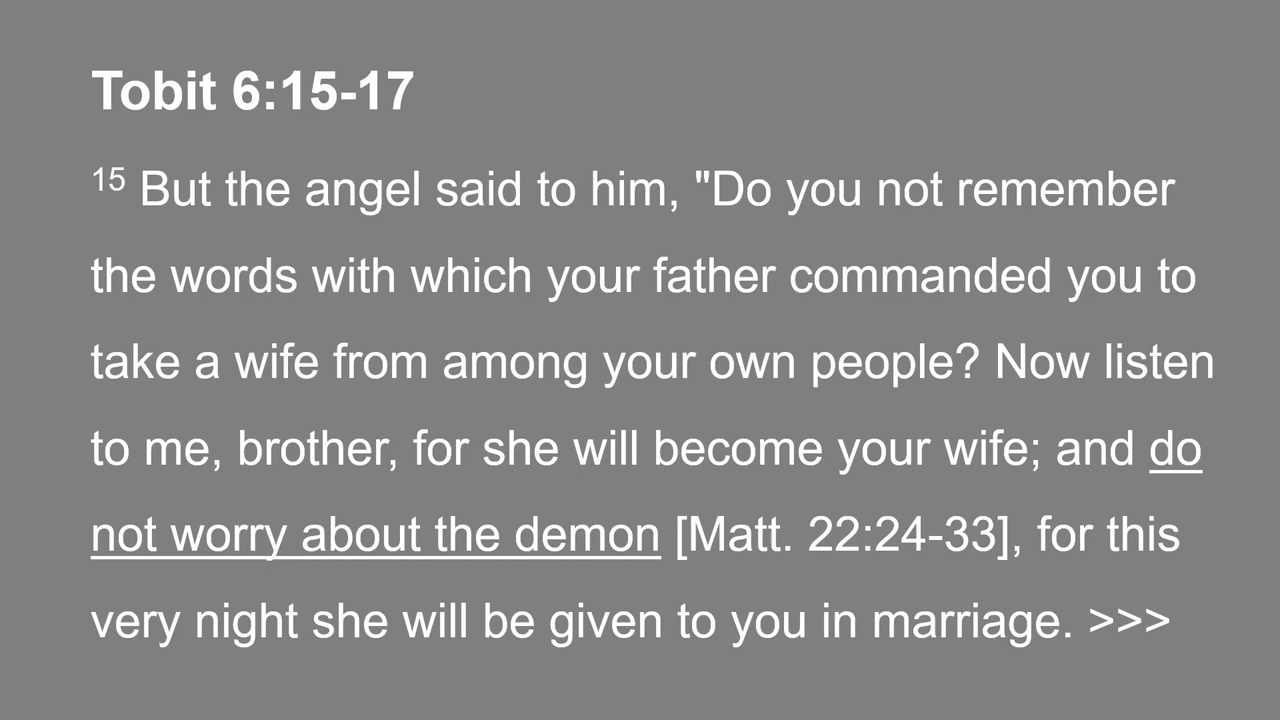 Tobit 6:15-17
15 But the angel said to him, "Do you not remember
the words with which your father commanded you to
take a wife from among your own people? Now listen
to me, brother, for she will become your wife; and do
not worry about the demon [Matt. 22:24-33], for this
very night she will be given to you in marriage. >>>